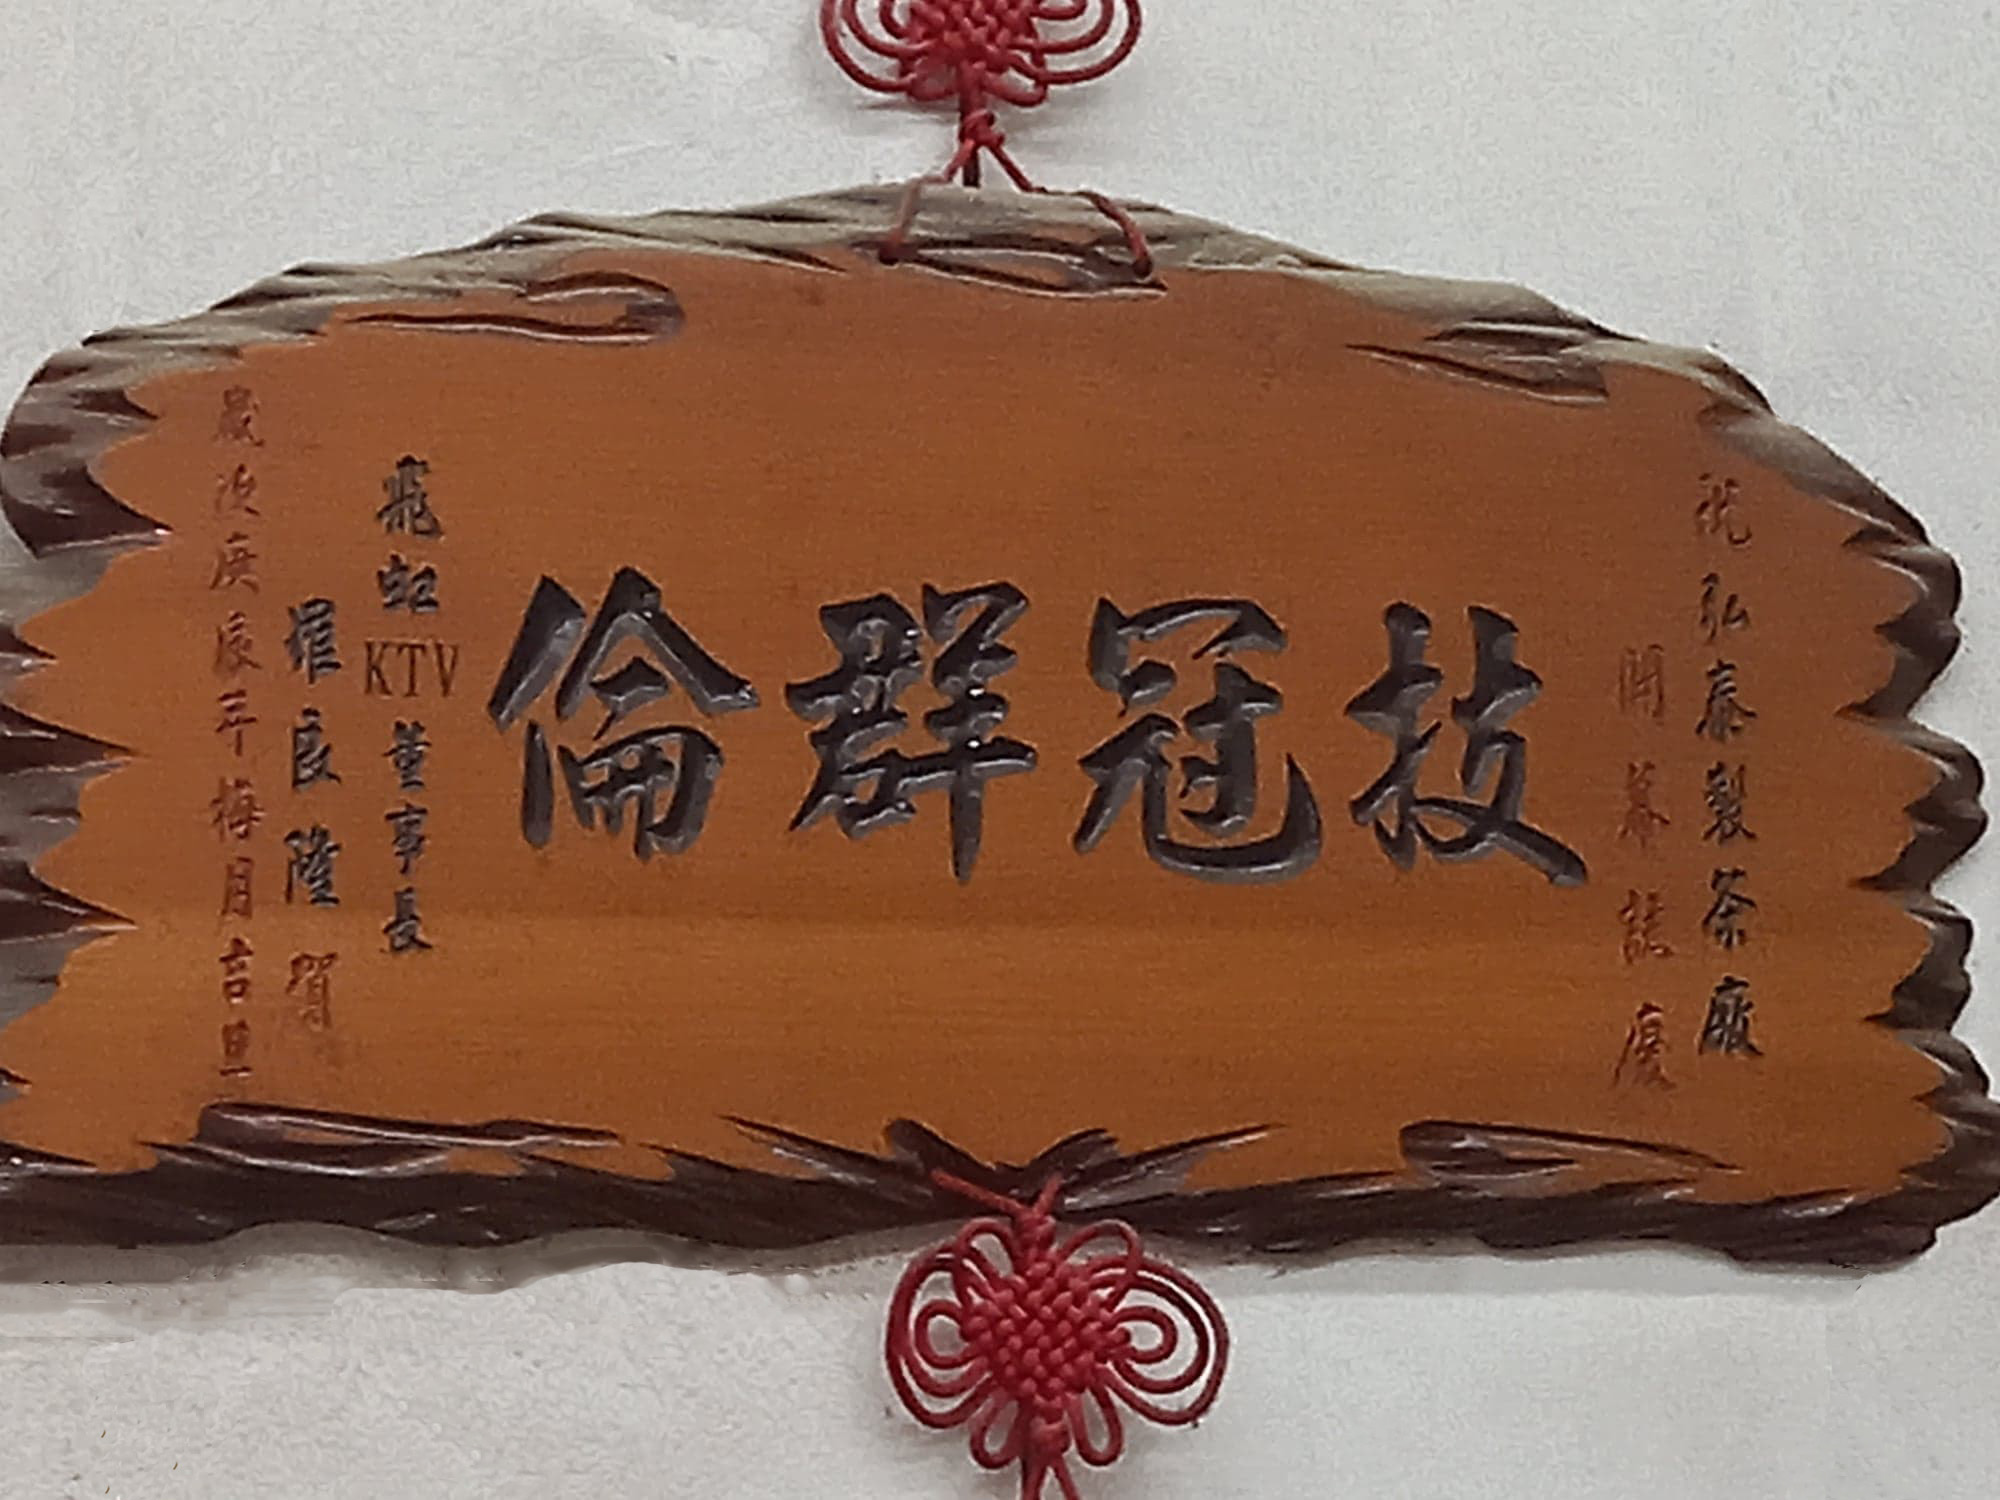 祝弘泰製茶廠
開幕誌慶
技冠群倫
飛虹KTV董事長
羅良隆賀
歲次庚辰年梅月吉旦